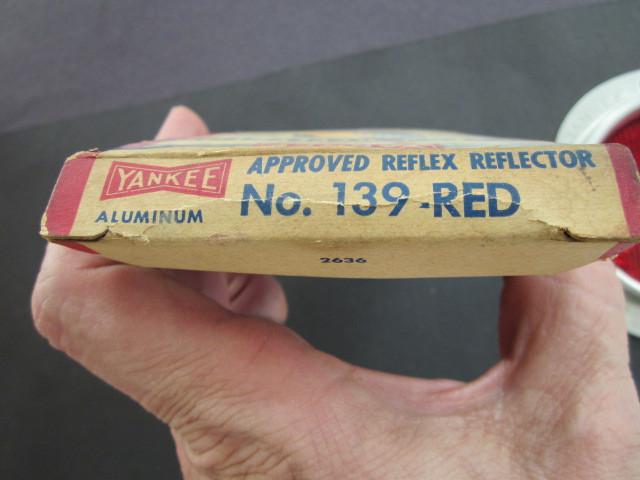 YANKEE
ALUMINUM
APPROVED REFLEX REFLECTOR
No. 139-RED
2636